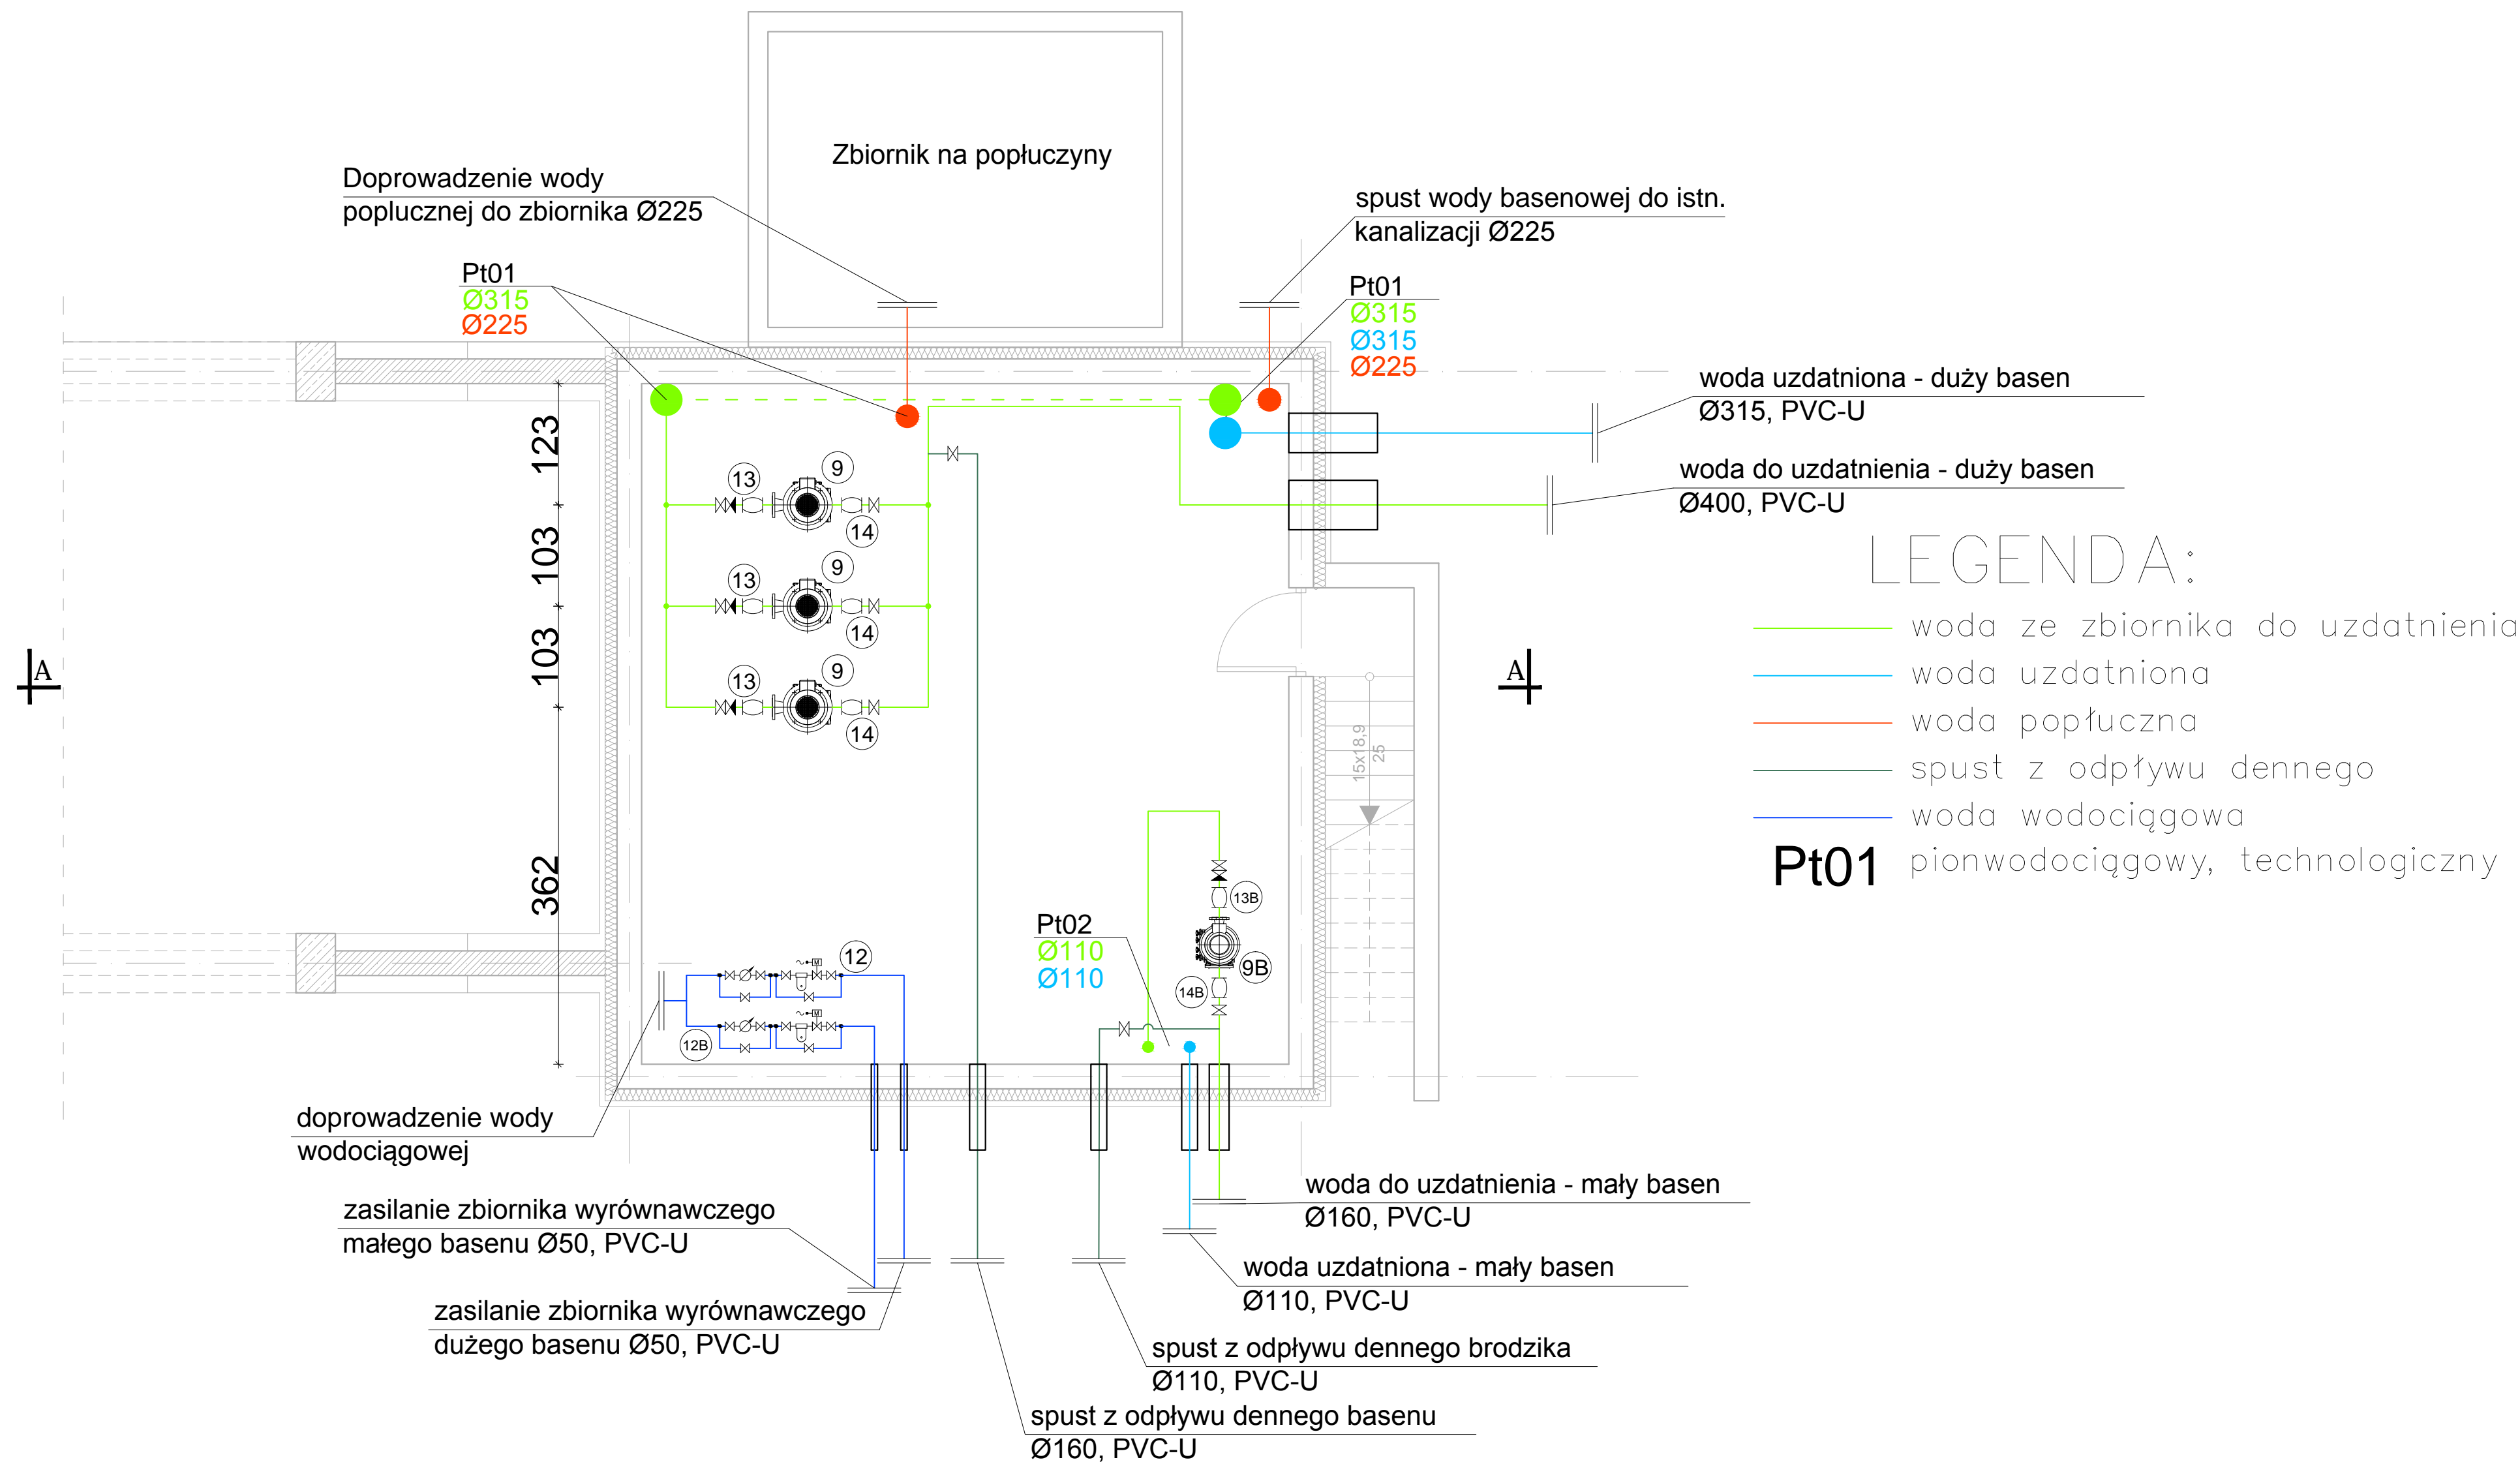 Zbiornik na popłuczyny
Doprowadzenie wody
poplucznej do zbiornika Ø225
spust wody basenowej do istn.
kanalizacji Ø225
Pt01
Ø315
Ø225
Pt01
Ø315
Ø315
Ø225
woda uzdatniona - duży basen
Ø315, PVC-U
woda do uzdatnienia - duży basen
Ø400, PVC-U
LEGENDA:
woda ze zbiornika do uzdatnienia
woda uzdatniona
woda popłuczna
spust z odpływu dennego
woda wodociągowa
Pt01 pionwodociągowy, technologiczny
123
103
103
362
13
9
14
13
9
14
13
9
14
A
A
15x18,9
25
13B
9B
14B
Pt02
Ø110
Ø110
12
M
M
12B
doprowadzenie wody
wodociągowej
zasilanie zbiornika wyrównawczego
małego basenu Ø50, PVC-U
zasilanie zbiornika wyrównawczego
dużego basenu Ø50, PVC-U
woda do uzdatnienia - mały basen
Ø160, PVC-U
woda uzdatniona - mały basen
Ø110, PVC-U
spust z odpływu dennego brodzika
Ø110, PVC-U
spust z odpływu dennego basenu
Ø160, PVC-U